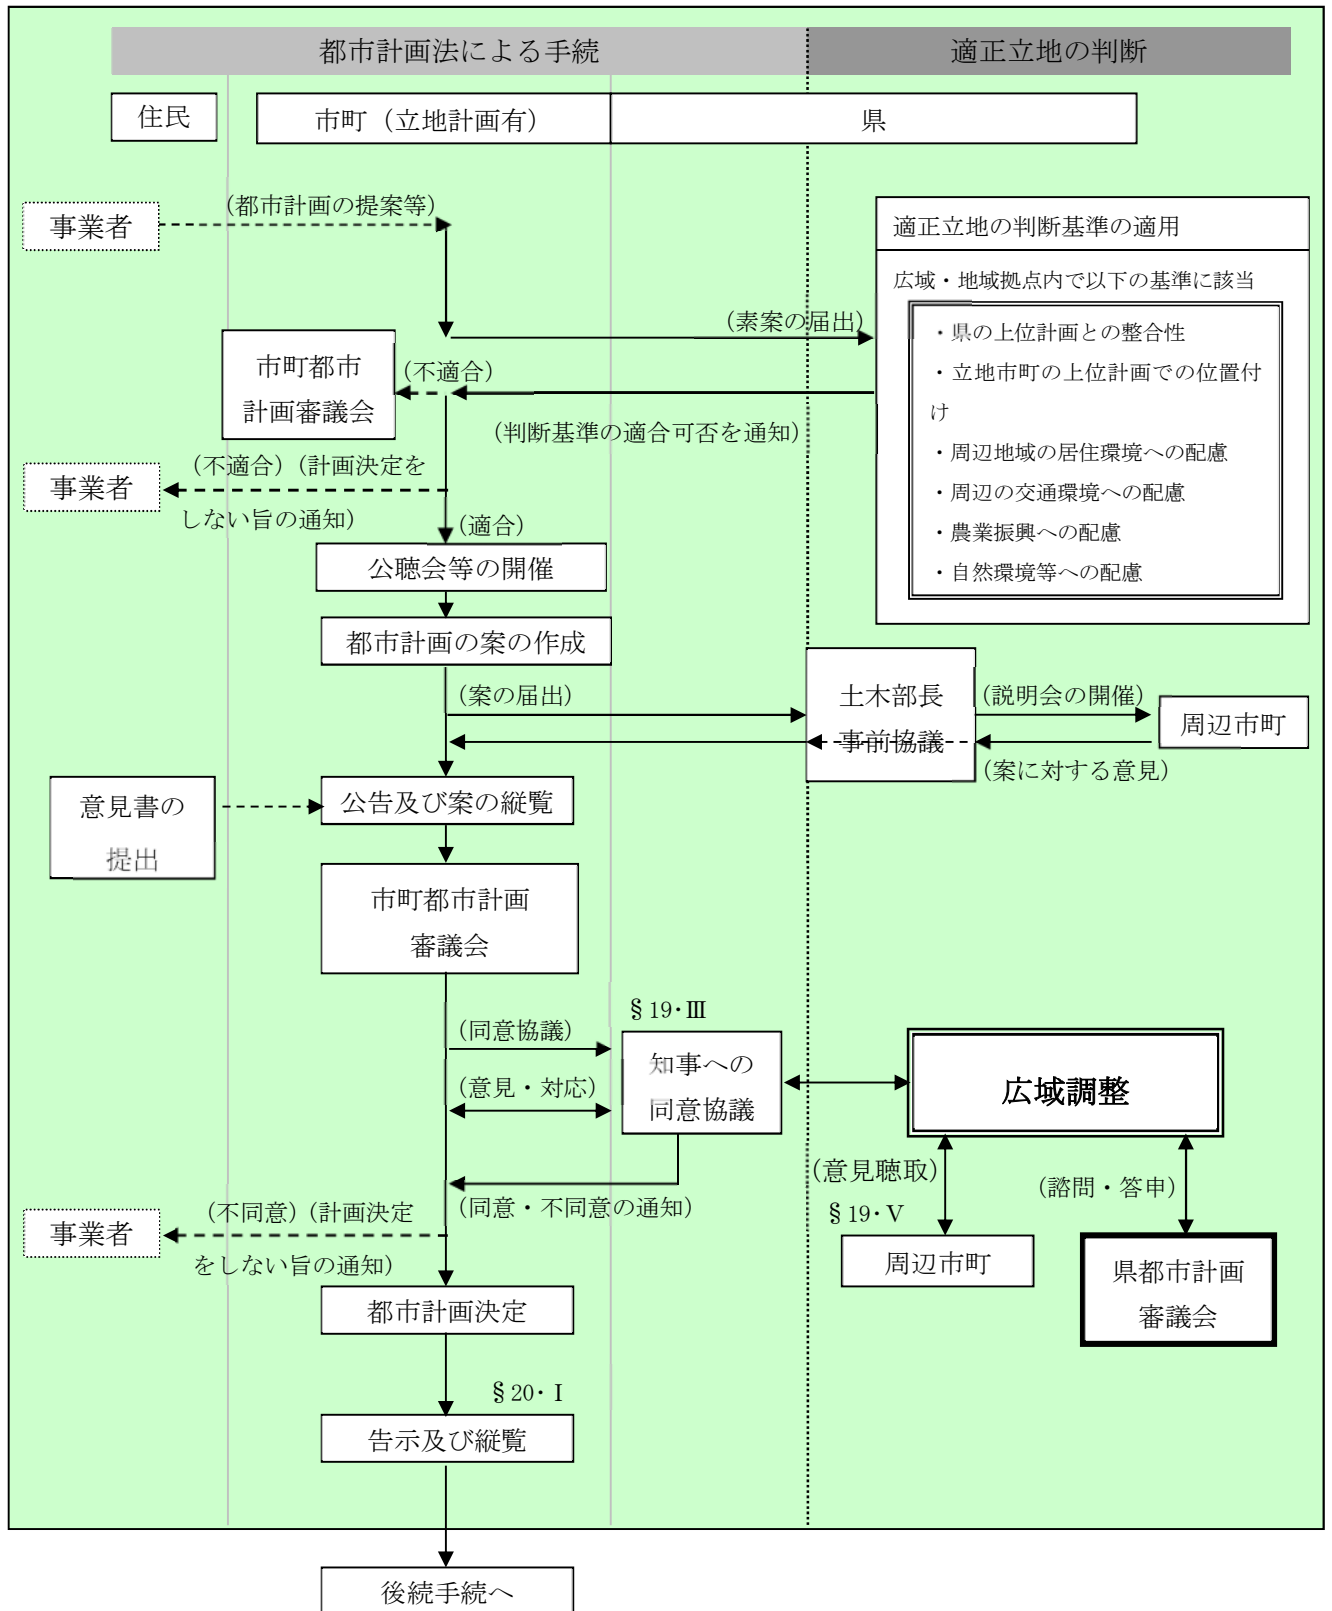 都市計画法による手続
適正立地の判断
住民
市町（立地計画有）
県
事業者
（都市計画の提案等）
適正立地の判断基準の適用
広域・地域拠点内で以下の基準に該当
・県の上位計画との整合性
・立地市町の上位計画での位置付
け
・周辺地域の居住環境への配慮
・周辺の交通環境への配慮
・農業振興への配慮
・自然環境等への配慮
（素案の届出）
市町都市
計画審議会
（不適合）
（判断基準の適合可否を通知）
事業者
（不適合）（計画決定を
しない旨の通知）
（適合）
公聴会等の開催
都市計画の案の作成
（案の届出）
土木部長
事前協議
（説明会の開催）
周辺市町
（案に対する意見）
意見書の
提出
公告及び案の縦覧
市町都市計画
審議会
§19・Ⅲ
（同意協議）
知事への
同意協議
（意見・対応）
広域調整
（意見聴取）
（諮問・答申）
§19・Ⅴ
（同意・不同意の通知）
事業者
（不同意）（計画決定
をしない旨の通知）
周辺市町
県都市計画
審議会
都市計画決定
§20・Ⅰ
告示及び縦覧
後続手続へ